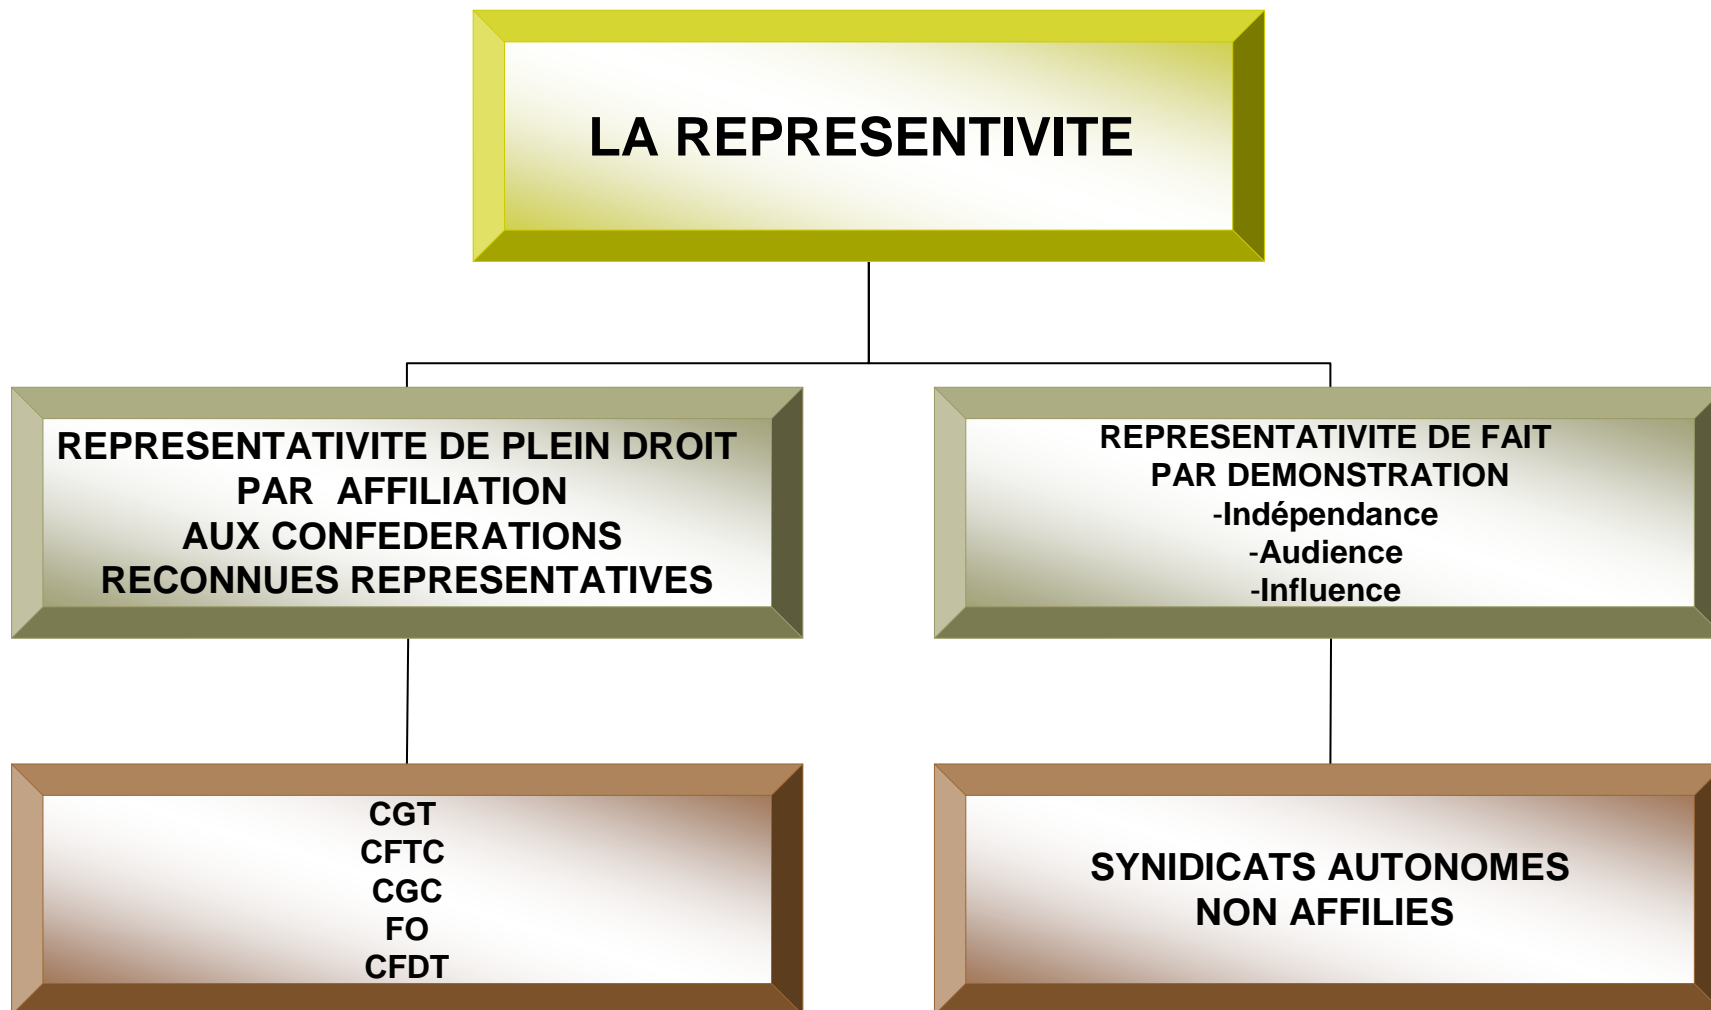 LA REPRESENTIVITE
REPRESENTATIVITE DE PLEIN DROIT
PAR AFFILIATION
AUX CONFEDERATIONS
RECONNUES REPRESENTATIVES
REPRESENTATIVITE DE FAIT
PAR DEMONSTRATION
-Indépendance
-Audience
-Influence
CGT
CFTC
CGC
FO
CFDT
SYNIDICATS AUTONOMES
NON AFFILIES